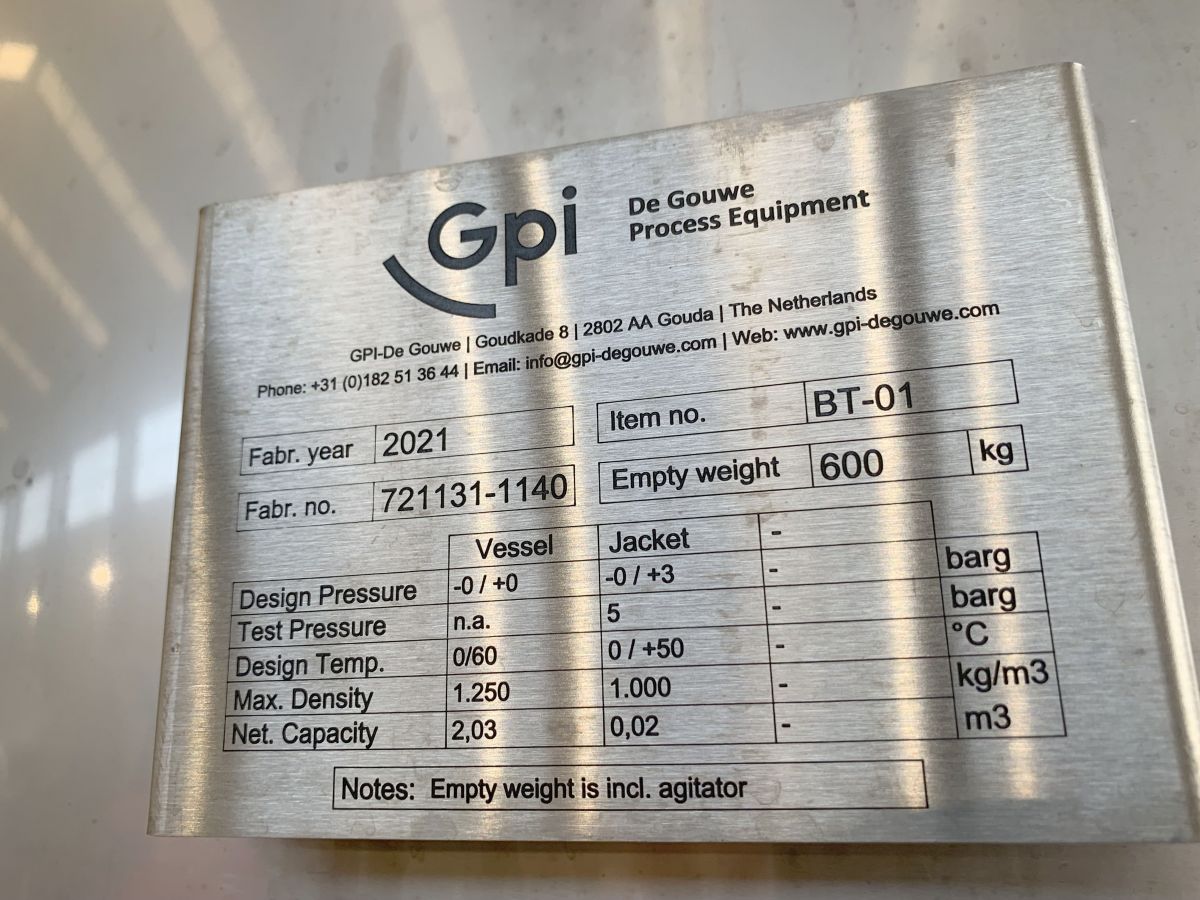 Gpi De Gouwe
Process Equipment
GPI-De Gouwe | Goudkade 8 | 2802 AA Gouda | The Netherlands
Phone: +31 (0)182 51 36 44 | Email: info@gpi-degouwe.com | Web: www.gpi-degouwe.com
Fabr. year 2021 Item no. BT-01
Fabr. no. 721131-1140 Empty weight 600 kg
Vessel Jacket -
Design Pressure -0 / +0 -0 / +3 - barg
Test Pressure n.a. 5 - barg
Design Temp. 0/60 0 / +50 - °C
Max. Density 1.250 1.000 - kg/m3
Net. Capacity 2,03 0,02 - m3
Notes: Empty weight is incl. agitator